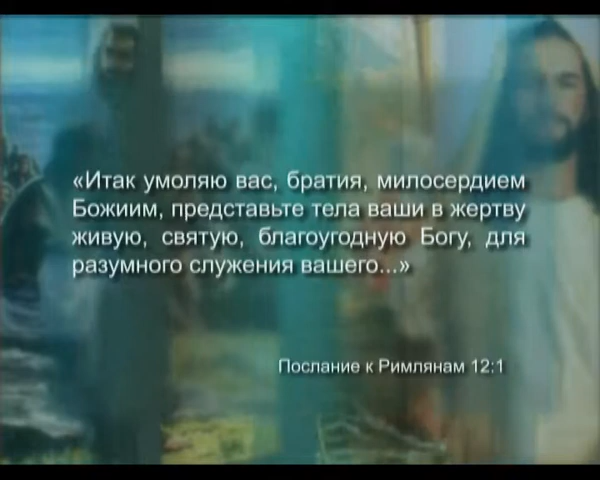 «Итак умоляю вас, братия, милосердием
Божиим, представьте тела ваши в жертву
живую, святую, благоугодную Богу, для
разумного служения вашего...»
Послание к Римлянам 12:1